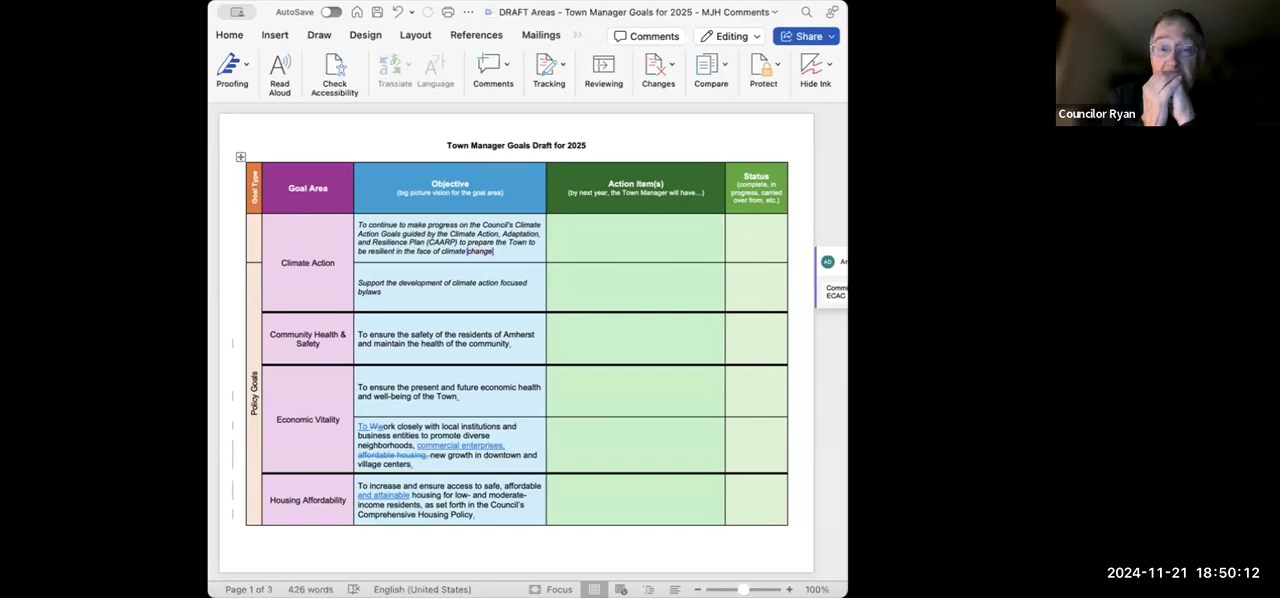 AutoSave
DRAFT Areas - Town Manager Goals for 2025 - MJH Comments
Home Insert Draw Design Layout References Mailings
Comments Editing Share
Proofing
Read Aloud
Check Accessibility
Translate
Language
Comments
Tracking
Reviewing
Changes
Compare
Protect
Hide Ink
Councilor Ryan
Town Manager Goals Draft for 2025
Goal Type
Goal Area
Objective
(big picture vision for the goal area)
Action Item(s)
(by next year, the Town Manager will have...)
Status
(complete, in
progress, carried
over from, etc.)
Policy Goals
Climate Action
To continue to make progress on the Council's Climate
Action Goals guided by the Climate Action, Adaptation,
and Resilience Plan (CAARP) to prepare the Town to
be resilient in the face of climate change
Support the development of climate action focused
bylaws
Community Health &
Safety
To ensure the safety of the residents of Amherst
and maintain the health of the community.
Economic Vitality
To ensure the present and future economic health
and well-being of the Town.
To Wwork closely with local institutions and
business entities to promote diverse
neighborhoods, commercial enterprises,
affordable housing, new growth in downtown and
village centers.
Housing Affordability
To increase and ensure access to safe, affordable
and attainable housing for low- and moderate-
income residents, as set forth in the Council's
Comprehensive Housing Policy.
AD
ECAC
Page 1 of 3 426 words English (United States) Focus 100%
2024-11-21 18:50:12